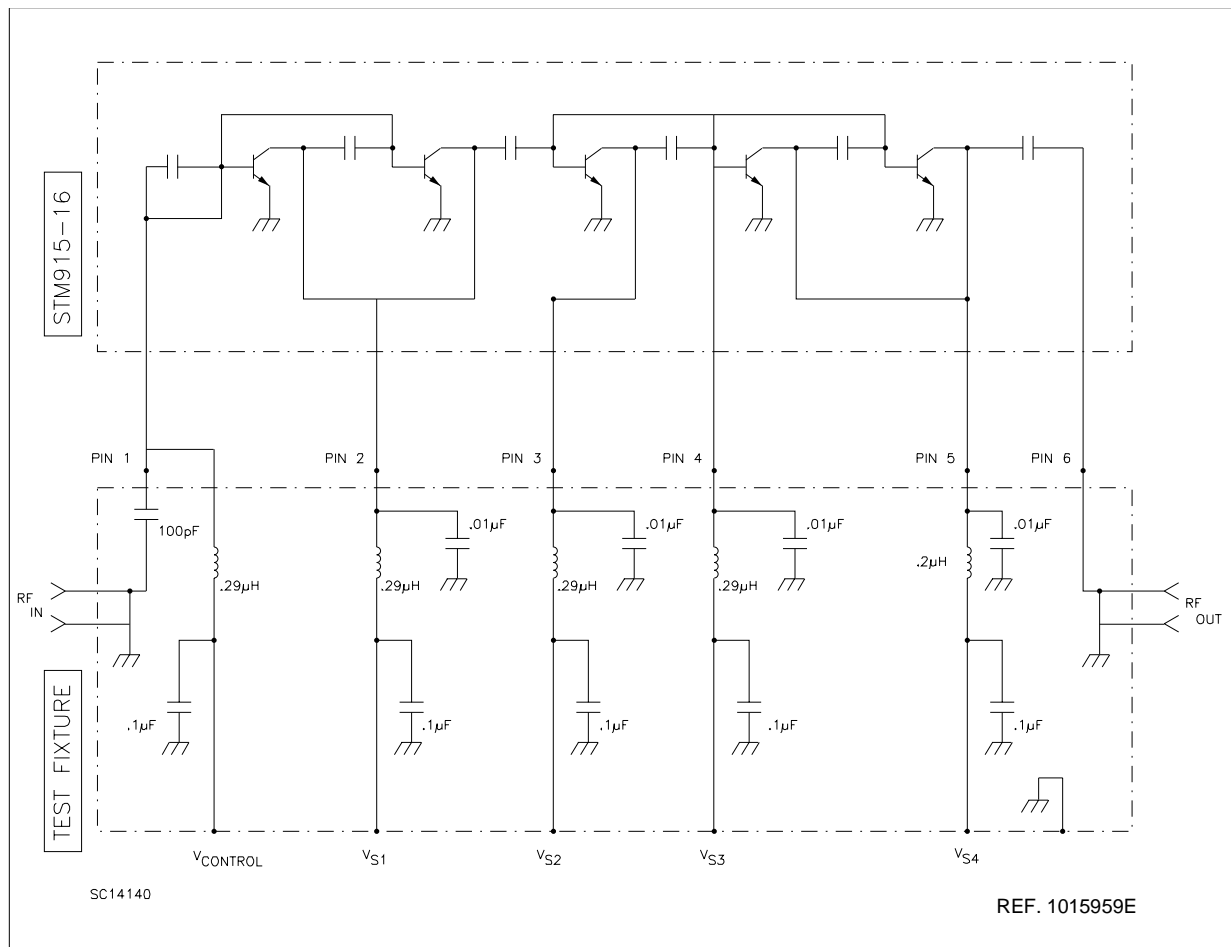 STM915-16
PIN 1
PIN 2
PIN 3
PIN 4
PIN 5
PIN 6
100pF
.01µF
.01µF
.01µF
.01µF
.29µH
.29µH
.29µH
.29µH
.2µH
RF
IN
RF
OUT
.1µF
.1µF
.1µF
.1µF
.1µF
TEST FIXTURE
VCONTROL
VS1
VS2
VS3
VS4
SC14140
REF. 1015959E